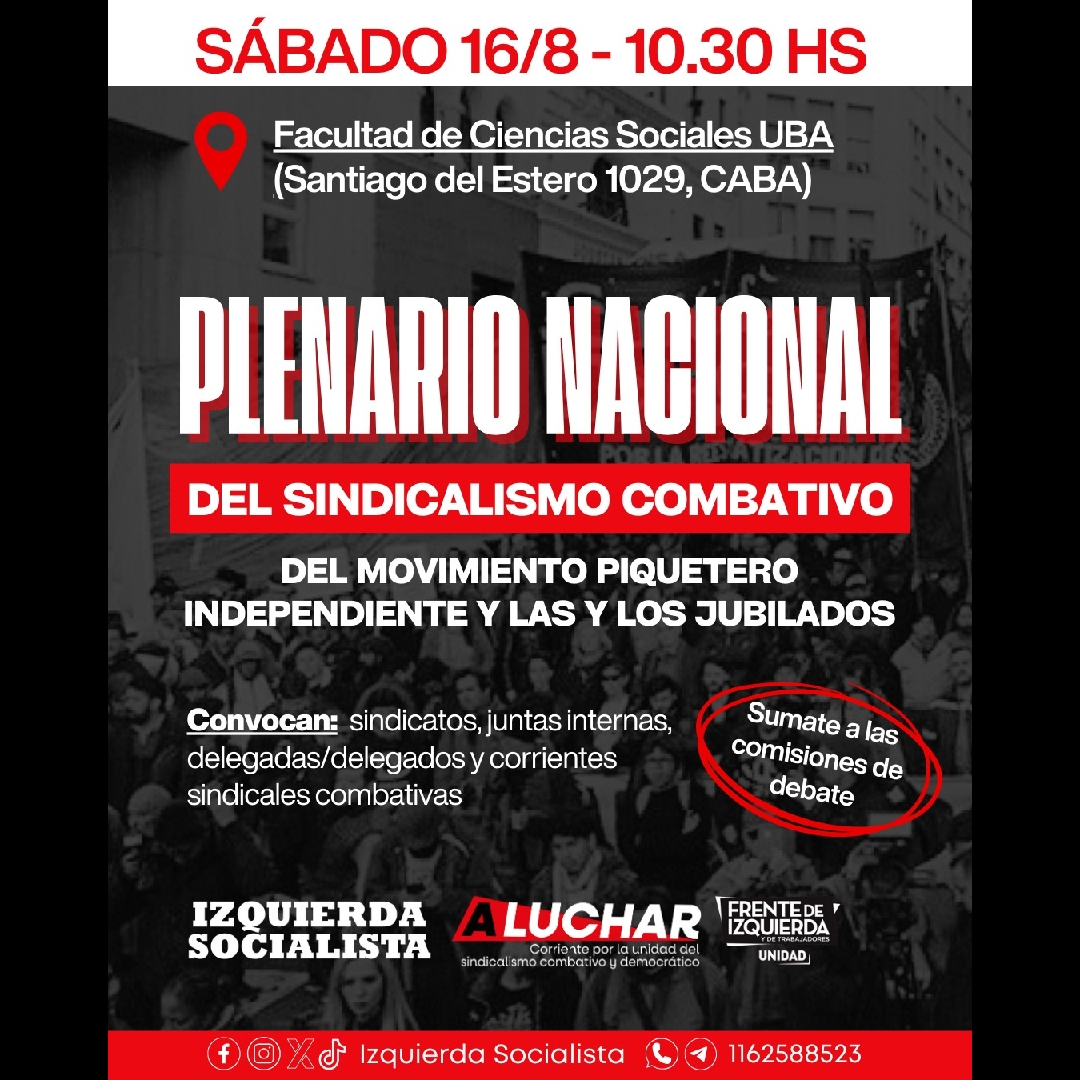 SÁBADO 16/8 - 10.30 HS
Facultad de Ciencias Sociales UBA
(Santiago del Estero 1029, CABA)
PLENARIO NACIONAL
POR LA
DEL SINDICALISMO COMBATIVO
DEL MOVIMIENTO PIQUETERO
INDEPENDIENTE Y LAS Y LOS JUBILADOS
Convocan: sindicatos, juntas internas,
delegadas/delegados y corrientes
sindicales combativas
Sumate a las
comisiones de
debate
IZQUIERDA
SOCIALISTA
A LUCHAR
Corriente por la unidad del
sindicalismo combativo y democrático
FRENTE DE
IZQUIERDA
Y DE TRABAJADORES
UNIDAD
Izquierda Socialista 1162588523